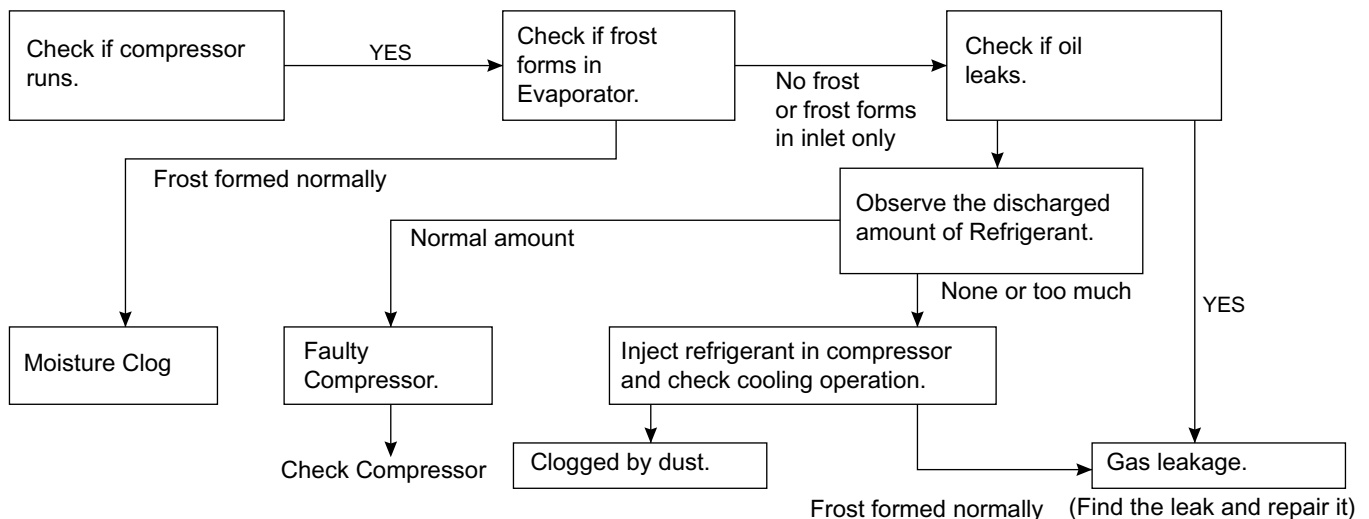 Check if compressor
runs.
YES
Check if frost
forms in
Evaporator.
No frost
or frost forms
in inlet only
Check if oil
leaks.
Frost formed normally
Observe the discharged
amount of Refrigerant.
Normal amount
None or too much
YES
Moisture Clog
Faulty
Compressor.
Inject refrigerant in compressor
and check cooling operation.
Check Compressor
Clogged by dust.
Gas leakage.
Frost formed normally
(Find the leak and repair it)